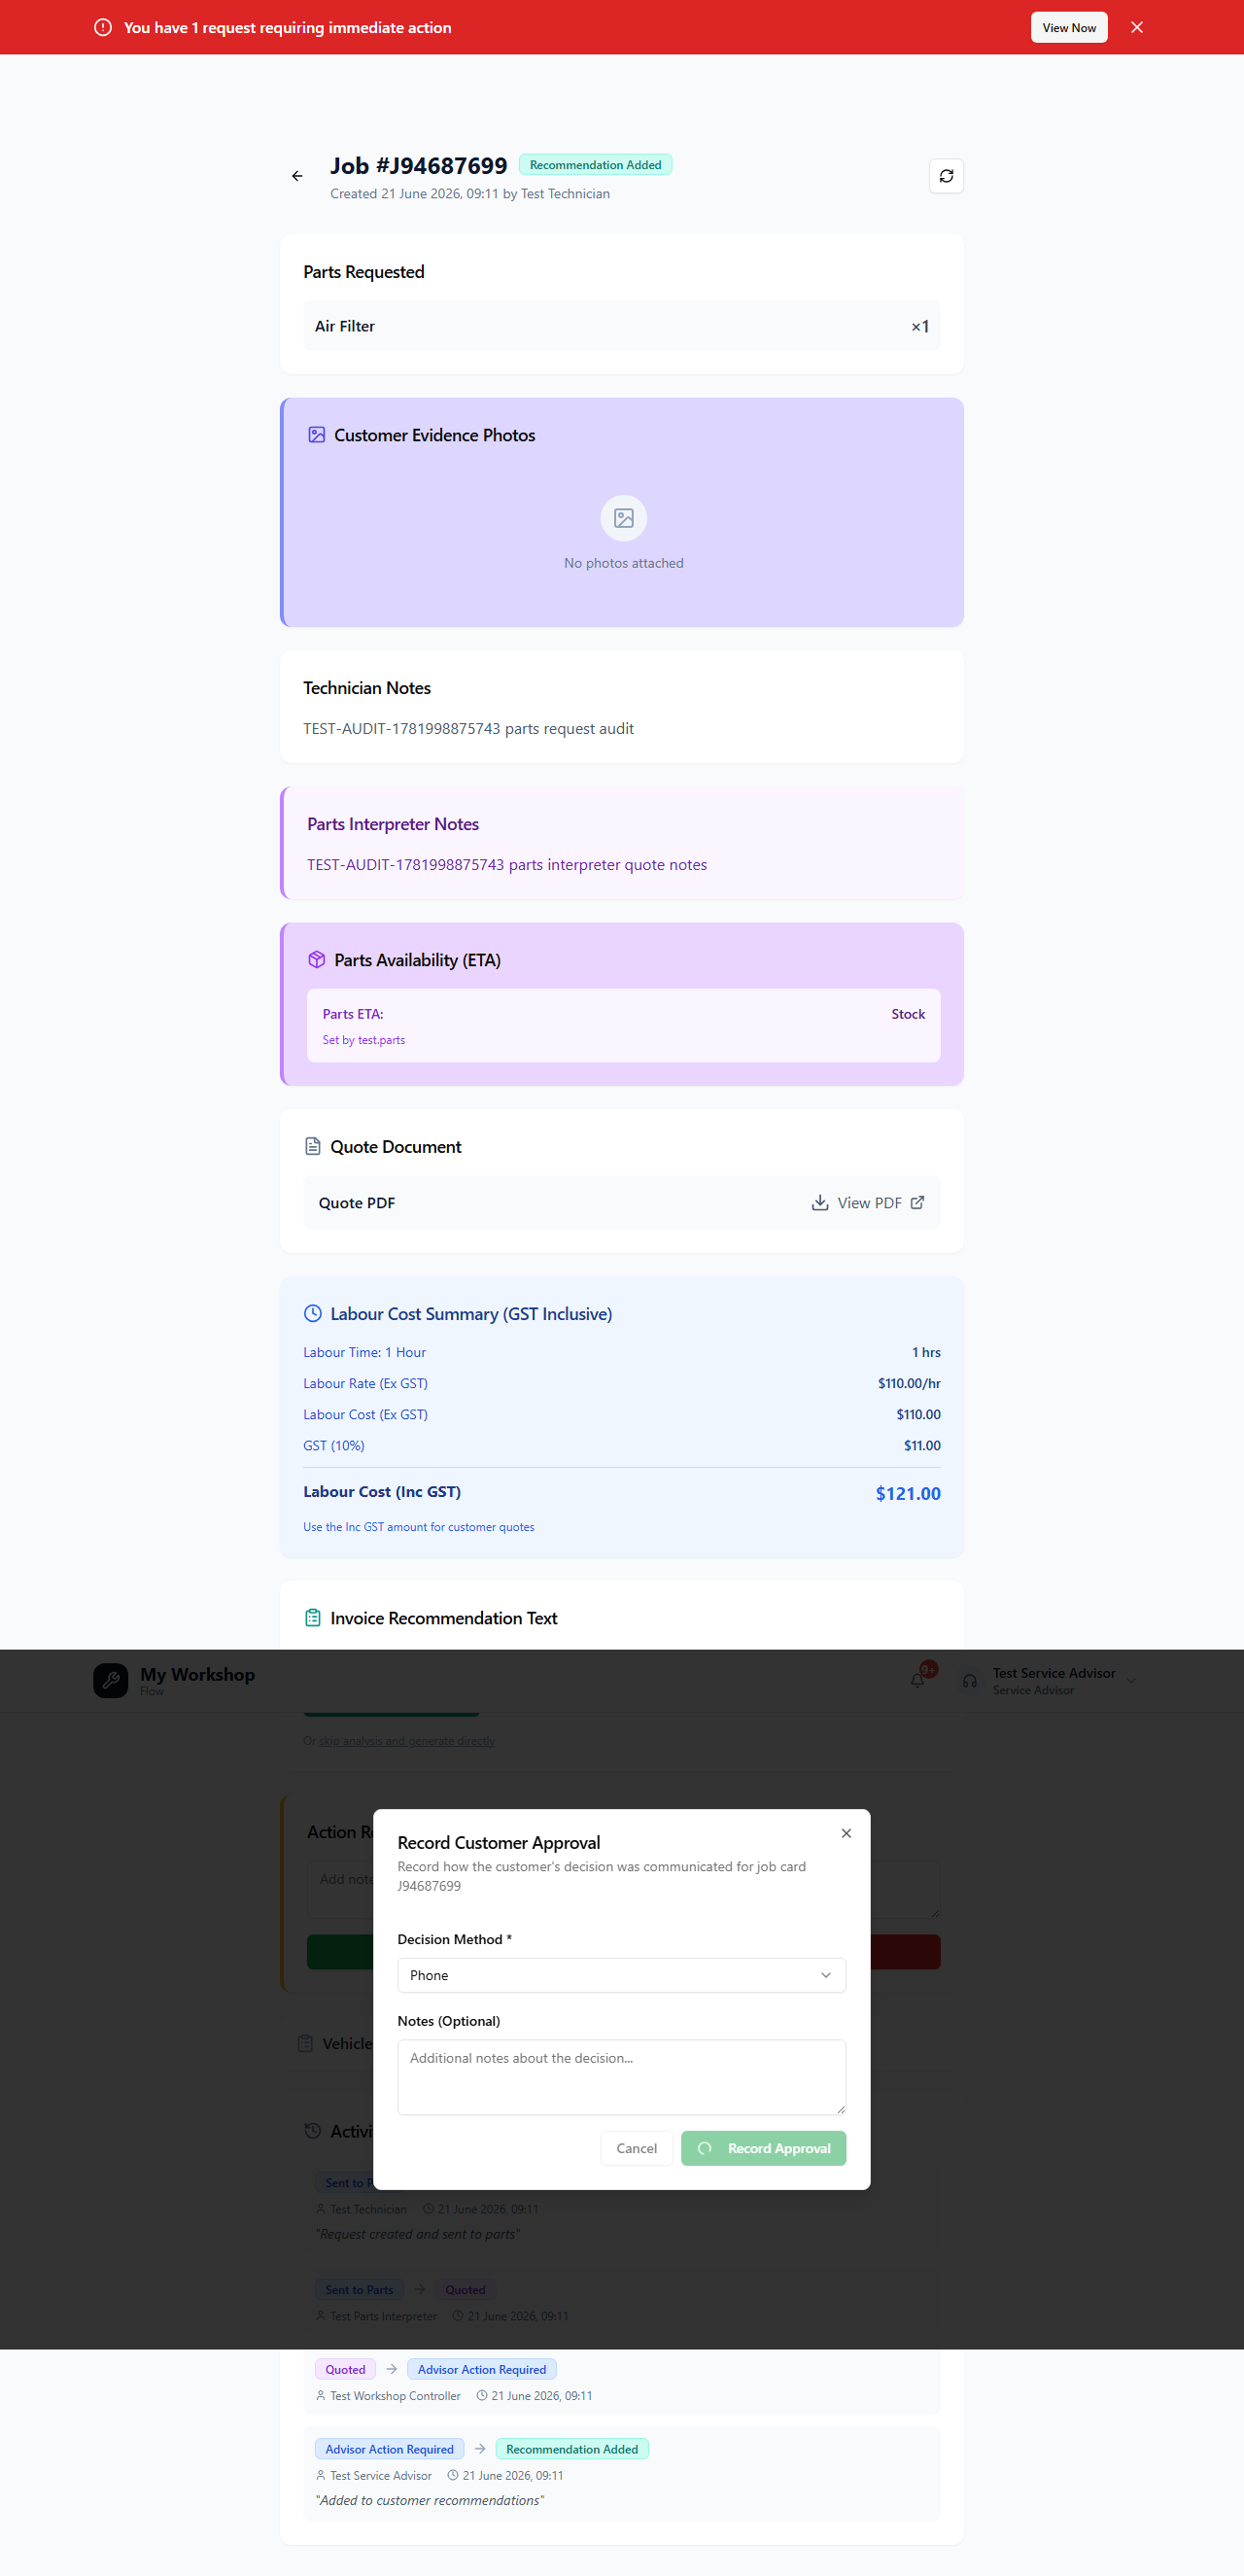 You have 1 request requiring immediate action
View Now
Job #J94687699
Recommendation Added
Created 21 June 2026, 09:11 by Test Technician
Parts Requested
Air Filter
×1
Customer Evidence Photos
No photos attached
Technician Notes
TEST-AUDIT-1781998875743 parts request audit
Parts Interpreter Notes
TEST-AUDIT-1781998875743 parts interpreter quote notes
Parts Availability (ETA)
Parts ETA:
Stock
Set by test.parts
Quote Document
Quote PDF
View PDF
Labour Cost Summary (GST Inclusive)
Labour Time: 1 Hour
1 hrs
Labour Rate (Ex GST)
$110.00/hr
Labour Cost (Ex GST)
$110.00
GST (10%)
$11.00
Labour Cost (Inc GST)
$121.00
Use the Inc GST amount for customer quotes
Invoice Recommendation Text
My Workshop
Flow
9+
Test Service Advisor
Service Advisor
Or skip analysis and generate directly
Action R
Add note
Record Customer Approval
Record how the customer's decision was communicated for job card
J94687699
Decision Method *
Phone
Notes (Optional)
Additional notes about the decision...
Cancel
Record Approval
Vehicle
Activi
Sent to P
Test Technician
21 June 2026, 09:11
"Request created and sent to parts"
Sent to Parts
Quoted
Test Parts Interpreter
21 June 2026, 09:11
Quoted
Advisor Action Required
Test Workshop Controller
21 June 2026, 09:11
Advisor Action Required
Recommendation Added
Test Service Advisor
21 June 2026, 09:11
"Added to customer recommendations"